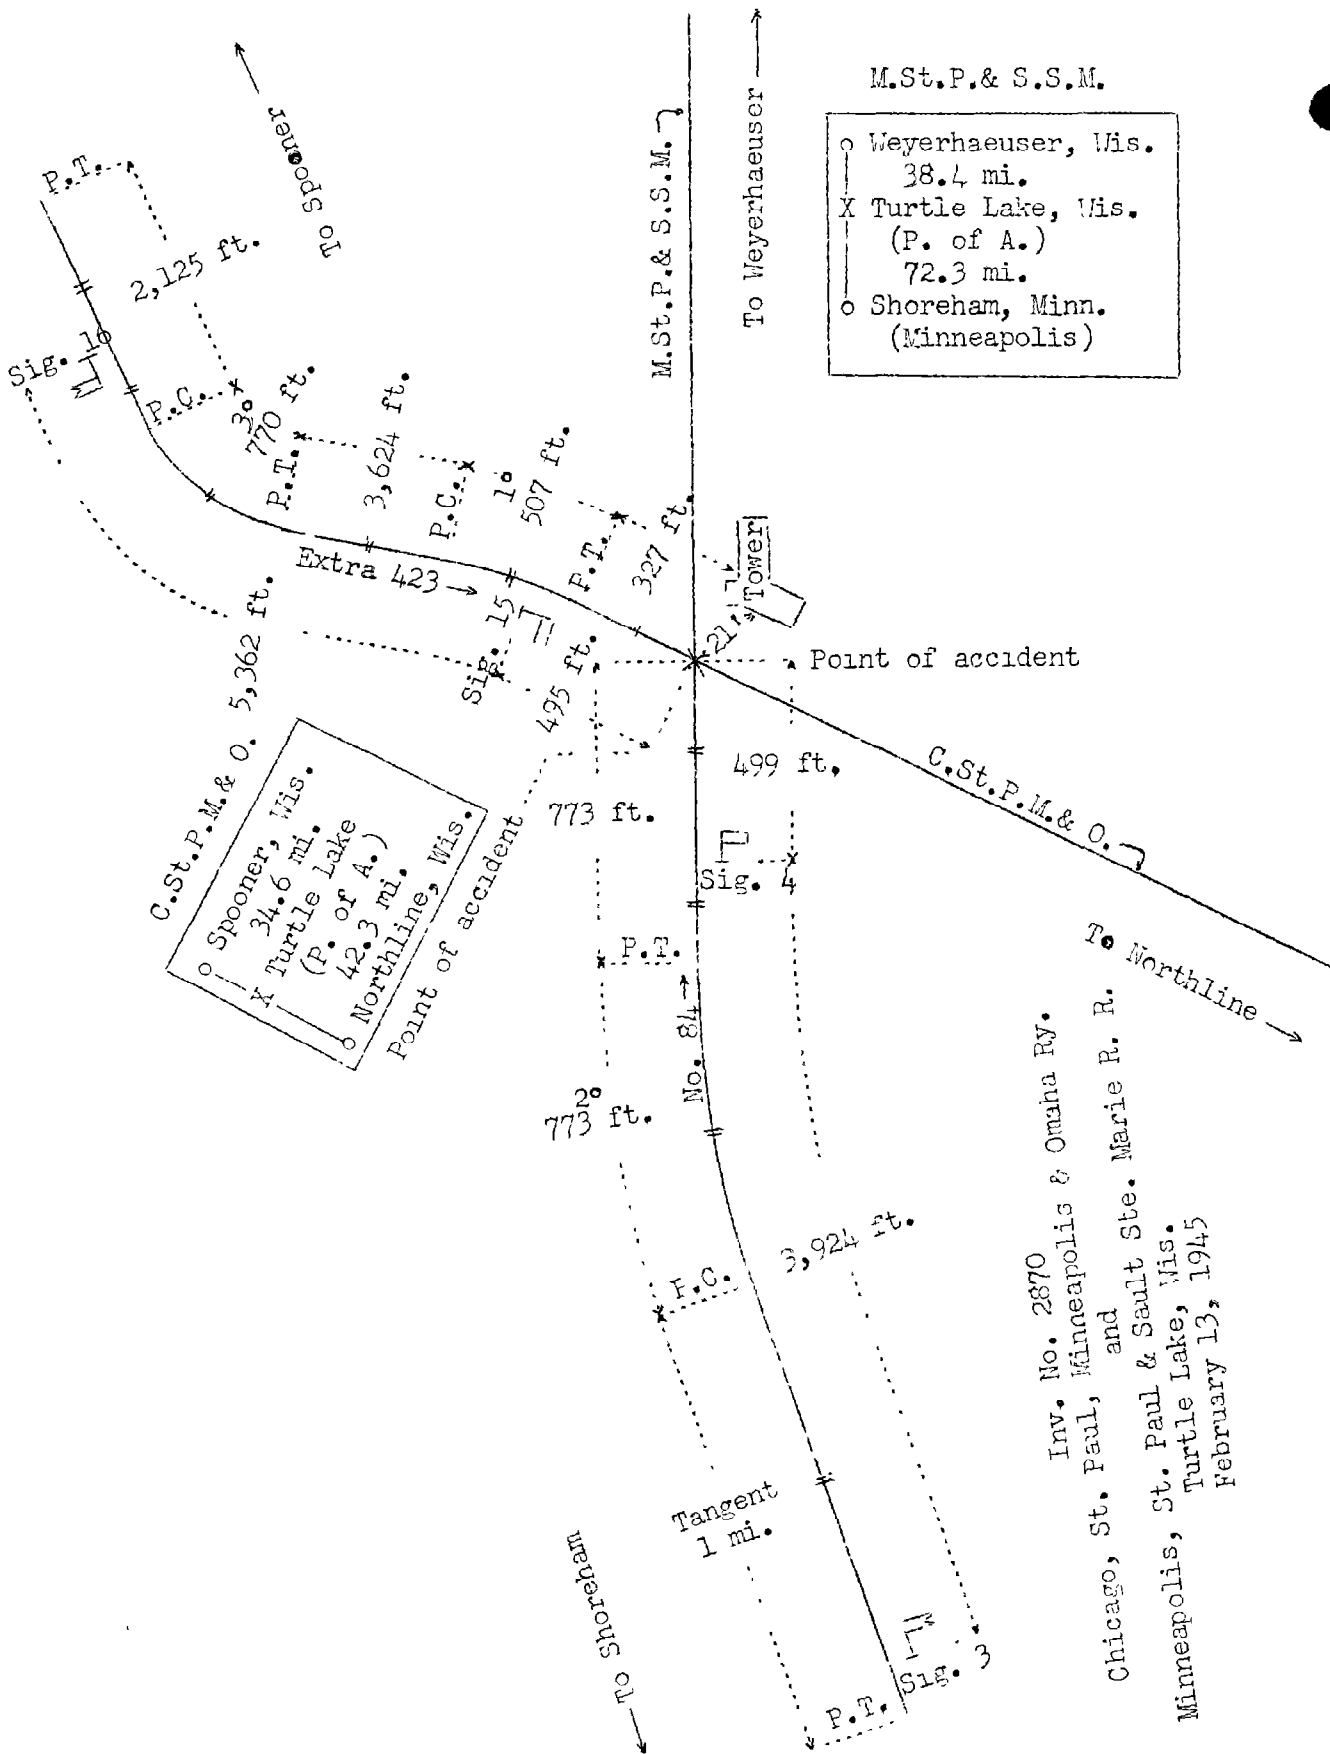 M.St.P.& S.S.M.
Weyerhaeuser, Wis.
38.4 mi.
X Turtle Lake, Wis.
(P. of A.)
72.3 mi.
Shoreham, Minn.
(Minneapolis)
To Spooner
M.St.P.& S.S.M.
To Weyerhaeuser
P.T.
2,125 ft.
Sig. 16
P.C.
3°
770 ft.
P.T.
3,624 ft.
P.C.
1°
507 ft.
P.T.
327 ft.
Tower
21.1
Extra 423
Sig. 15
495 ft.
5,362 ft.
Point of accident
C.St.P.M.& O.
Spooner, Wis.
34.6 mi.
X Turtle Lake
(P. of A.)
42.3 mi.
Northline, Wis.
Point of accident
773 ft.
499 ft.
Sig. 4
C.St.P.M.& O.
To Northline
P.T.
No. 84
2°
773 ft.
P.C.
3,924 ft.
Tangent
1 mi.
To Shoreham
Sig. 3
P.T.
Inv. No. 2870
Chicago, St. Paul, Minneapolis & Omaha Ry.
and
Minneapolis, St. Paul & Sault Ste. Marie R. R.
Turtle Lake, Wis.
February 13, 1945